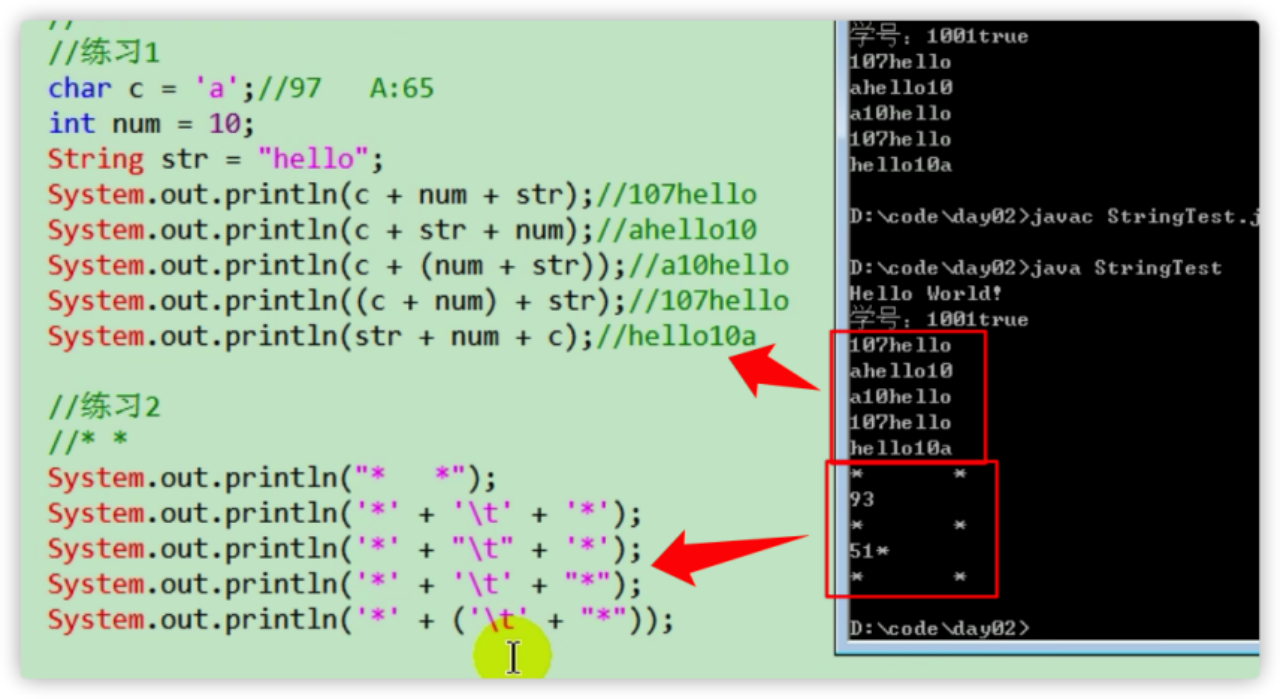 //
//练习1
char c = 'a';//97   A:65
int num = 10;
String str = "hello";
System.out.println(c + num + str);//107hello
System.out.println(c + str + num);//ahello10
System.out.println(c + (num + str));//a10hello
System.out.println((c + num) + str);//107hello
System.out.println(str + num + c);//hello10a
//练习2
//* *
System.out.println("*   *");
System.out.println('*' + '\t' + '*');
System.out.println('*' + "\t" + '*');
System.out.println('*' + '\t' + "*");
System.out.println('*' + ('\t' + "*"));
学号：1001true
107hello
ahello10
a10hello
107hello
hello10a
D:\code\day02>javac StringTest.j
D:\code\day02>java StringTest
Hello World!
学号：1001true
107hello
ahello10
a10hello
107hello
hello10a
*       *
93
*       *
51*
*       *
D:\code\day02>